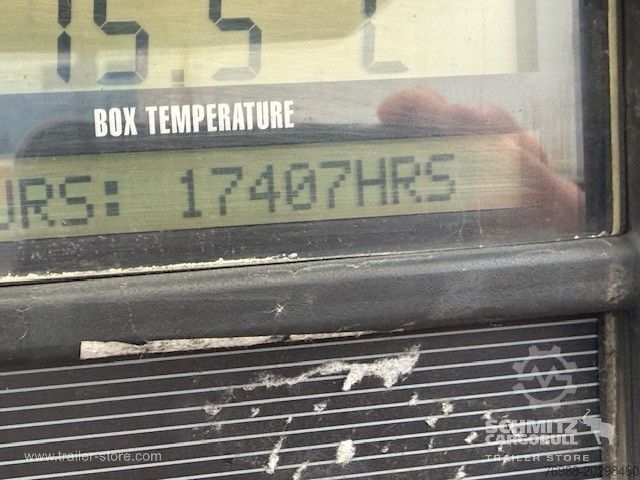 15.5 C
BOX TEMPERATURE
URS: 17407HRS
SCHMITZ
CARGOBULL
TRAILER STORE
www.trailer-store.com